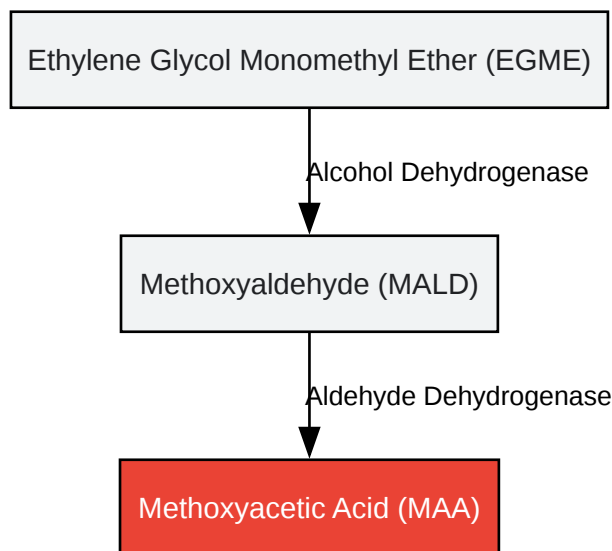 Ethylene Glycol Monomethyl Ether (EGME)
Alcohol Dehydrogenase
Methoxyaldehyde (MALD)
Aldehyde Dehydrogenase
Methoxyacetic Acid (MAA)